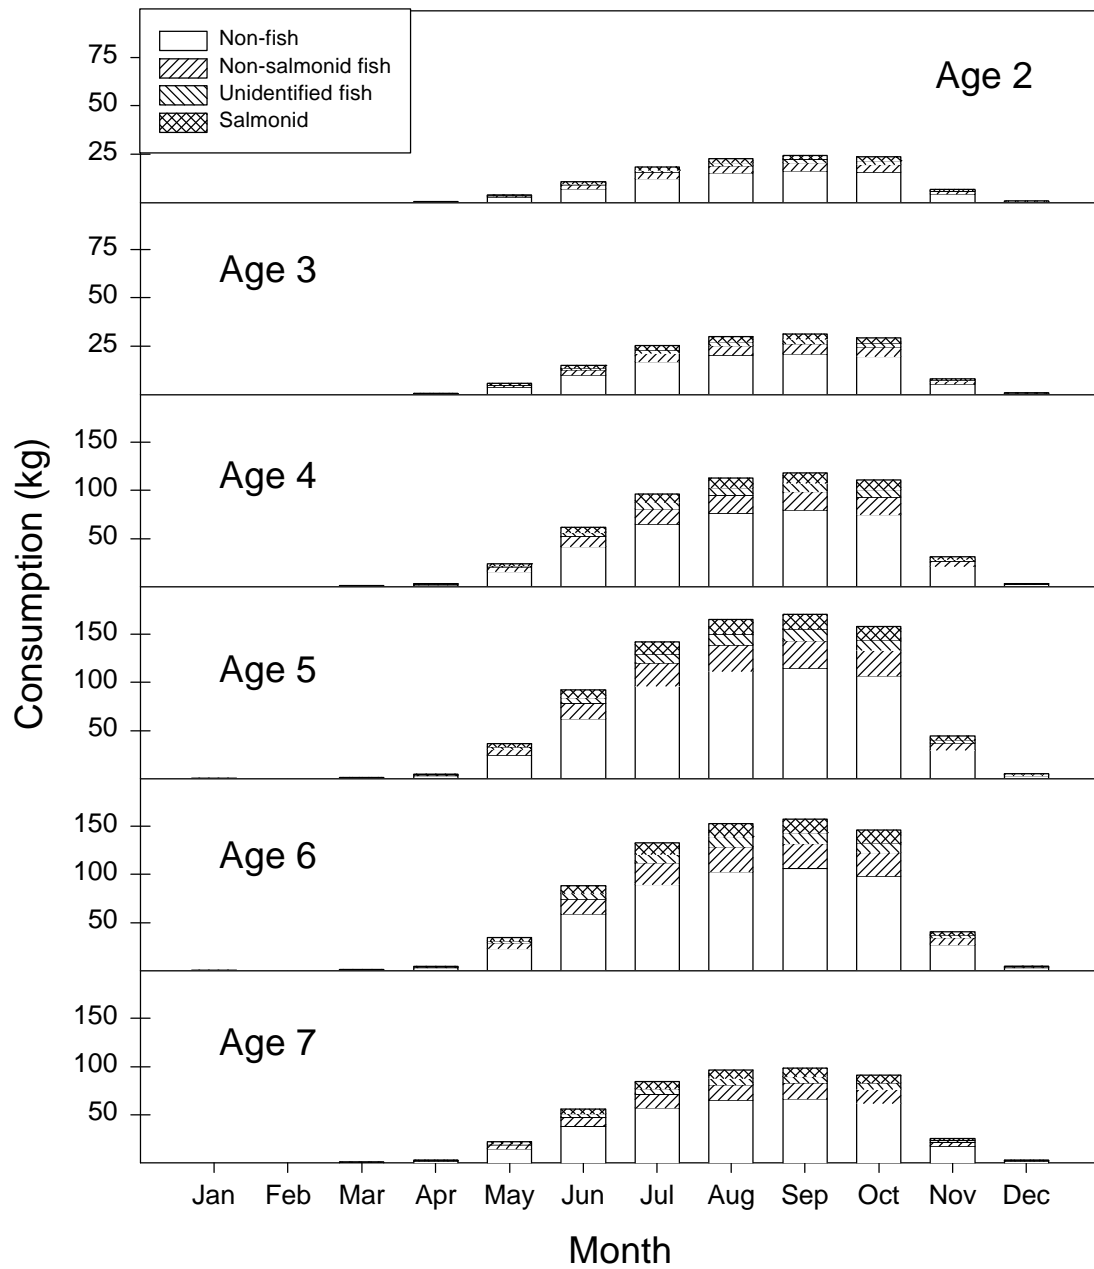 Non-fish
Non-salmonid fish
Unidentified fish
Salmonid
Age 2
75
50
25
Age 3
75
50
25
Age 4
150
100
50
Age 5
150
100
50
Age 6
150
100
50
Age 7
150
100
50
Consumption (kg)
Jan Feb Mar Apr May Jun Jul Aug Sep Oct Nov Dec
Month